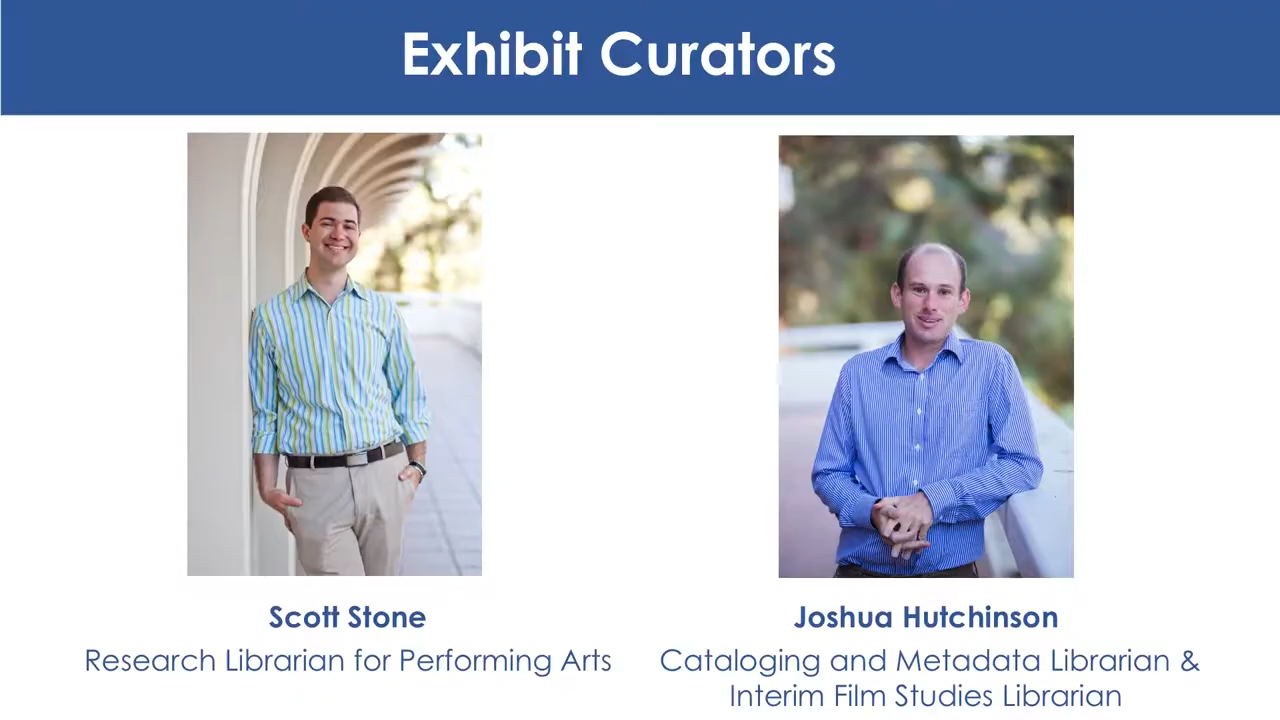 Exhibit Curators
Scott Stone
Research Librarian for Performing Arts
Joshua Hutchinson
Cataloging and Metadata Librarian &
Interim Film Studies Librarian